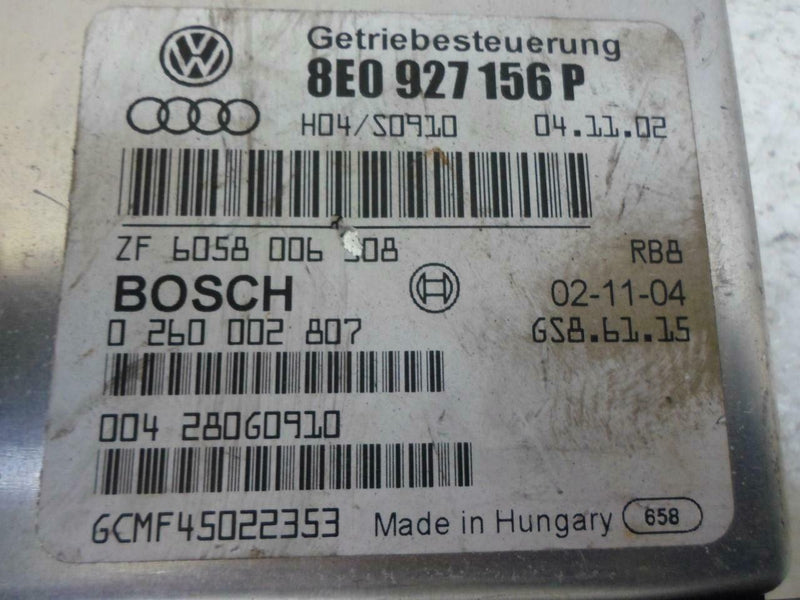 Getriebesteuerung
8E0 927 156 P
H04/S0910 04.11.02
ZF 6058 006 RB8
BOSCH 02-11-04
0 260 002 807 GS8.61.15
004 28060910
GCMF45022353 Made in Hungary 658